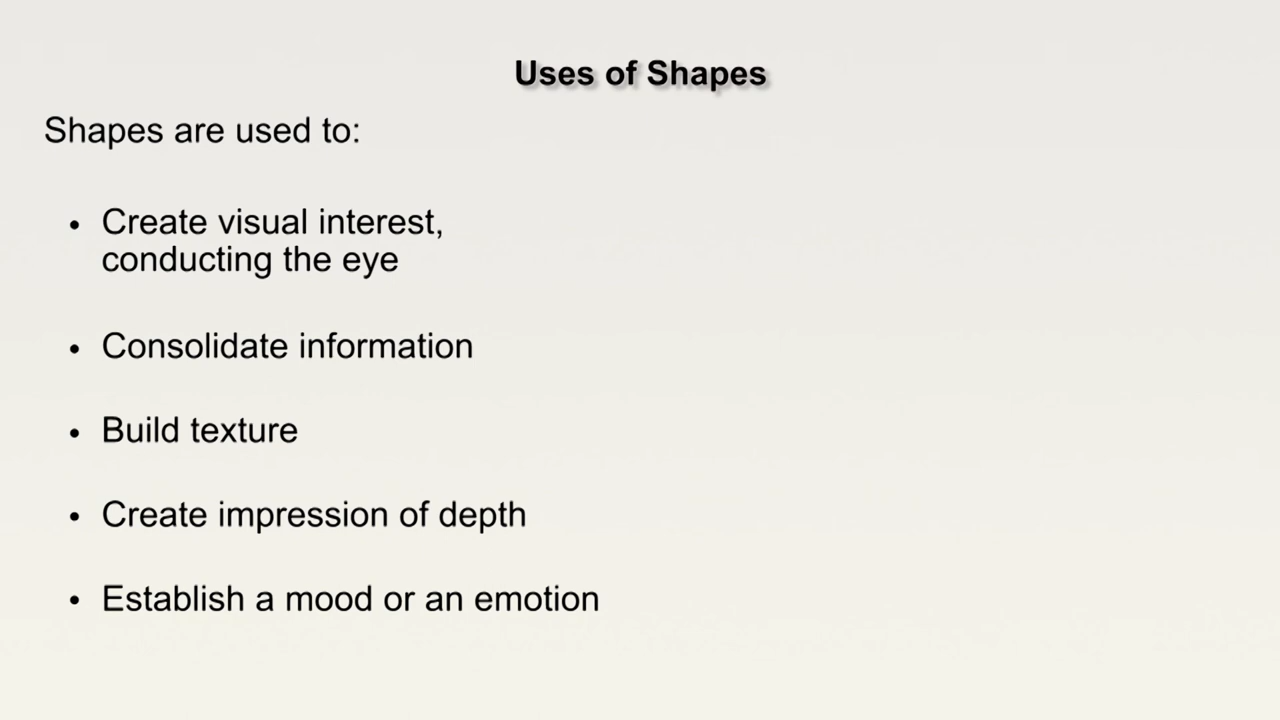 Uses of Shapes
Shapes are used to:
• Create visual interest,
conducting the eye
• Consolidate information
• Build texture
• Create impression of depth
• Establish a mood or an emotion